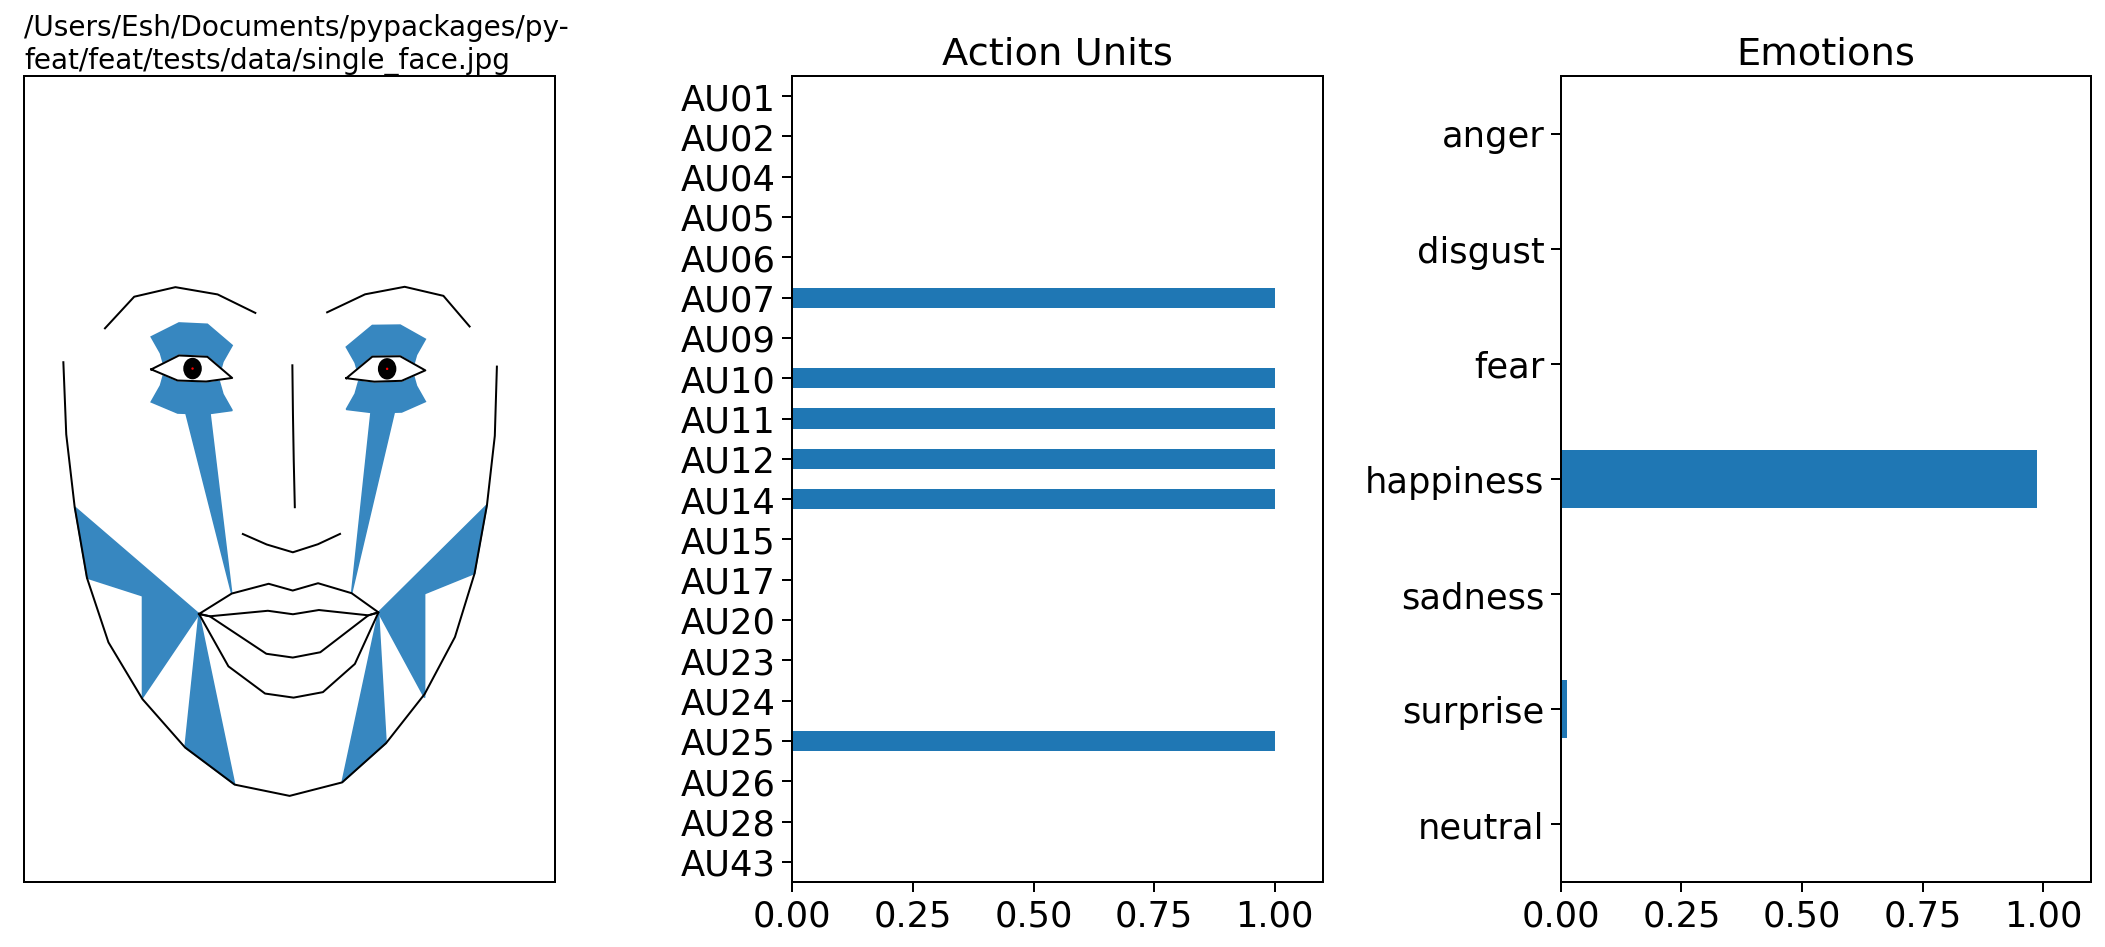 /Users/Esh/Documents/pypackages/py-
feat/feat/tests/data/single_face.jpg
Action Units
AU01
AU02
AU04
AU05
AU06
AU07
AU09
AU10
AU11
AU12
AU14
AU15
AU17
AU20
AU23
AU24
AU25
AU26
AU28
AU43
0.00 0.25 0.50 0.75 1.00
Emotions
anger
disgust
fear
happiness
sadness
surprise
neutral
0.00 0.25 0.50 0.75 1.00